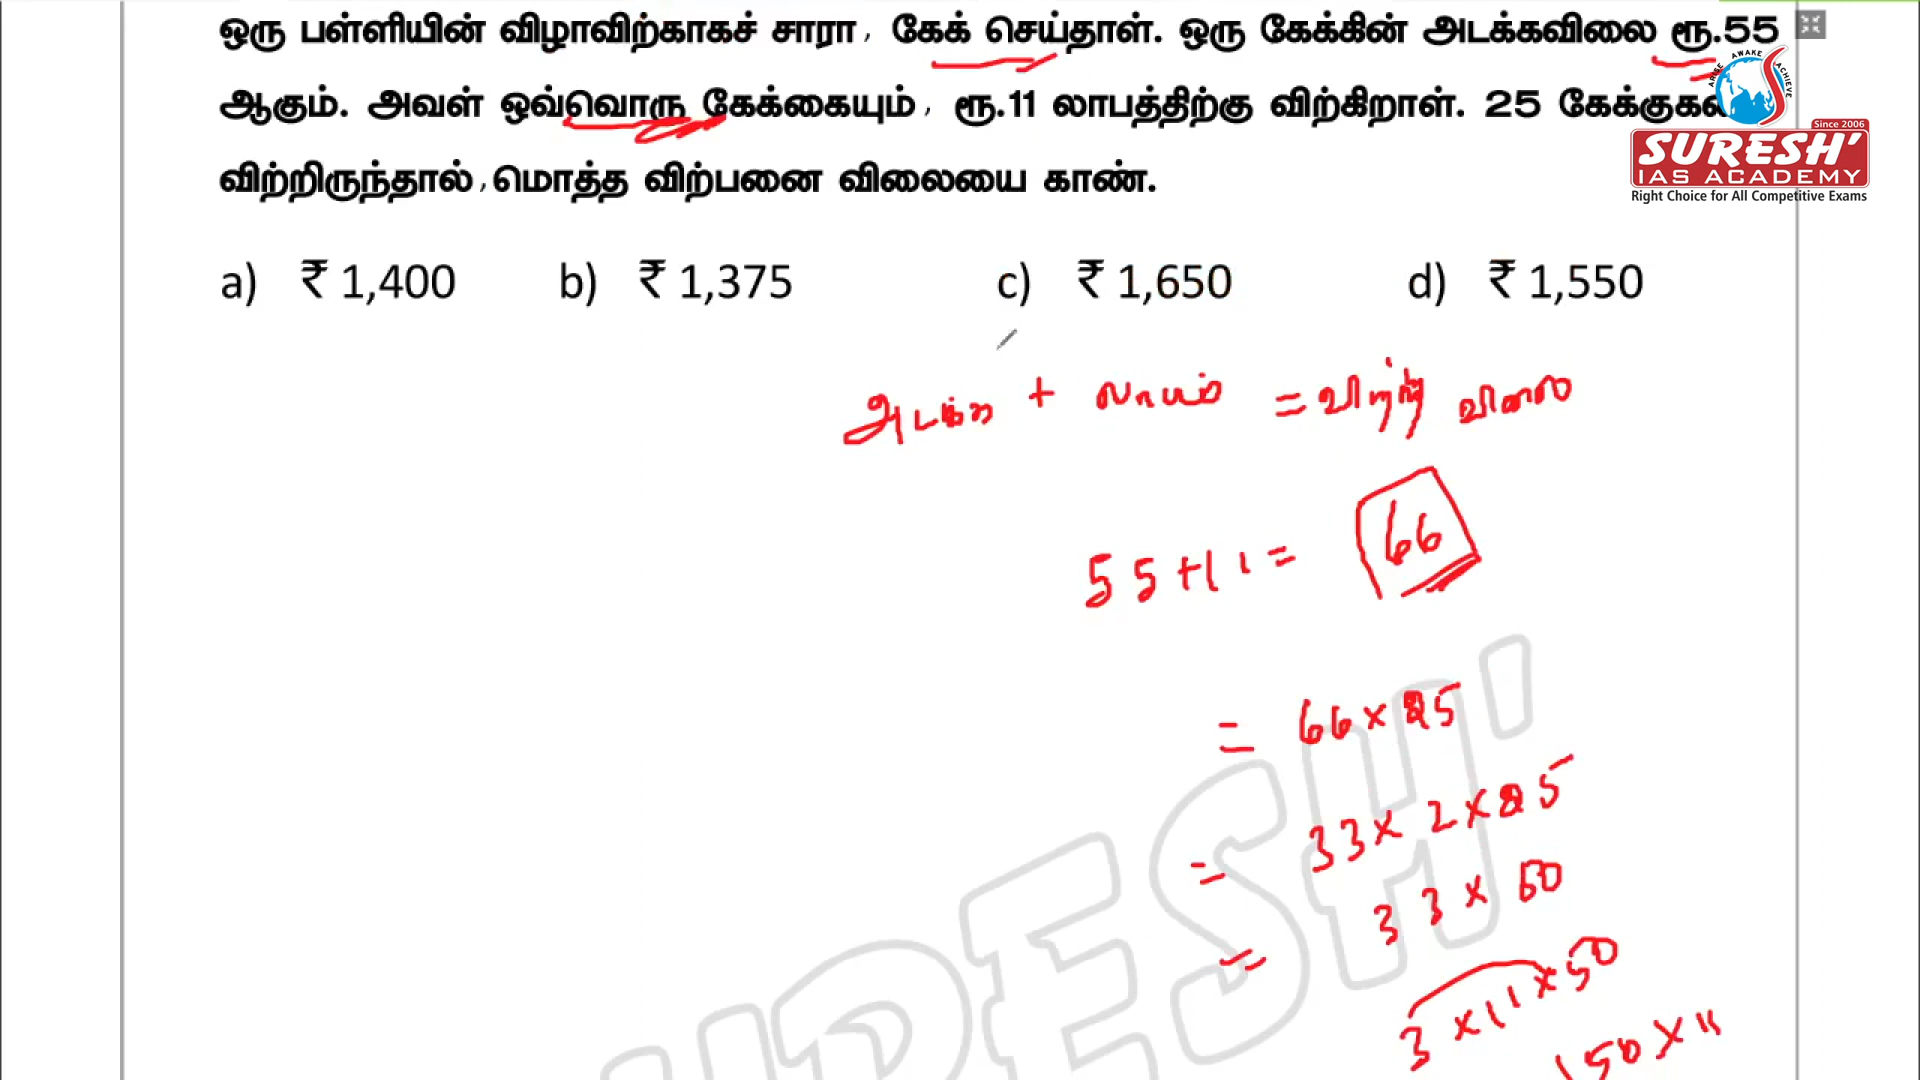 ஒரு பள்ளியின் விழாவிற்காகச் சாரா, கேக் செய்தாள். ஒரு கேக்கின் அடக்கவிலை ரூ.55
ஆகும். அவள் ஒவ்வொரு கேக்கையும், ரூ.11 லாபத்திற்கு விற்கிறாள். 25
விற்றிருந்தால், மொத்த விற்பனை விலையை காண்.
ARISE AWAKE ACHIEVE
Since 2006
SURESH'
IAS ACADEMY
Right Choice for All Competitive Exams
a) ₹ 1,400 b) ₹ 1,375 c) ₹ 1,650 d) ₹ 1,550
அடக்க + லாபம் = விற்ற விலை
55+11= 66
= 66×25
= 33×2×25
= 33×50
3×11×50
150×11
SURESH'